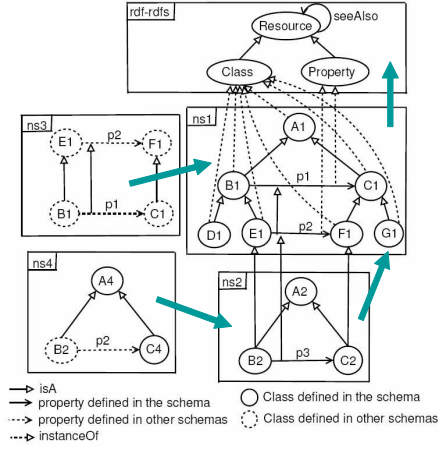 rdf-rdfs
Resource
seeAlso
Class
Property
ns3
E1
p2
F1
B1
p1
C1
ns1
A1
B1
p1
C1
D1
E1
p2
F1
G1
ns4
A4
B2
p2
C4
ns2
A2
B2
p3
C2
isA
property defined in the schema
property defined in other schemas
instanceOf
Class defined in the schema
Class defined in other schemas